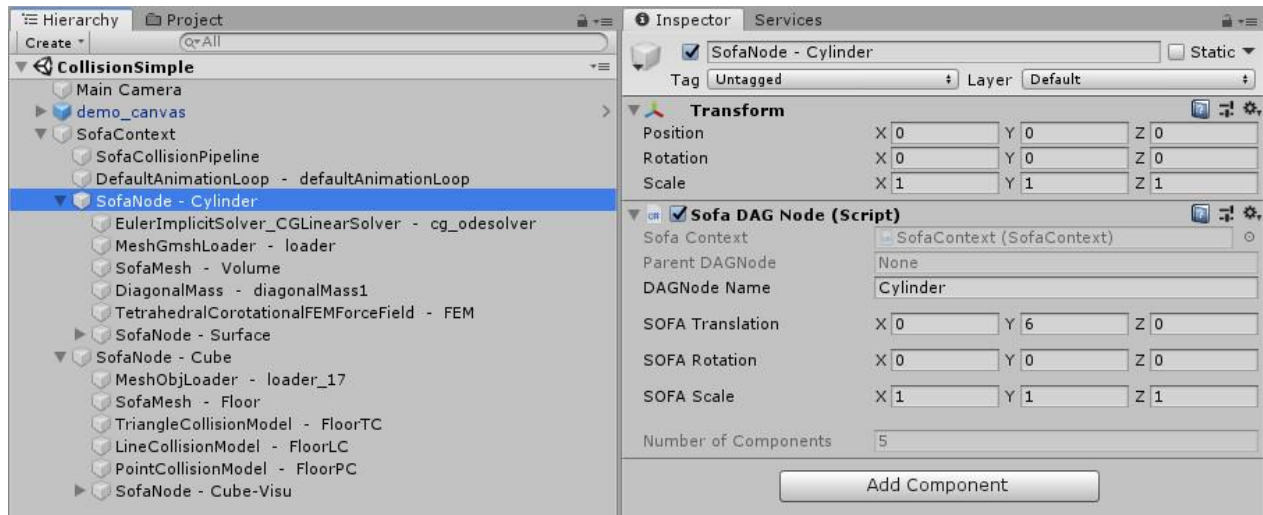 Hierarchy Project
Create All
CollisionSimple
Main Camera
demo_canvas
SofaContext
SofaCollisionPipeline
DefaultAnimationLoop - defaultAnimationLoop
SofaNode - Cylinder
EulerImplicitSolver_CGLinearSolver - cg_odesolver
MeshGmshLoader - loader
SofaMesh - Volume
DiagonalMass - diagonalMass1
TetrahedralCorotationalFEMForceField - FEM
SofaNode - Surface
SofaNode - Cube
MeshObjLoader - loader_17
SofaMesh - Floor
TriangleCollisionModel - FloorTC
LineCollisionModel - FloorLC
PointCollisionModel - FloorPC
SofaNode - Cube-Visu
Inspector Services
SofaNode - Cylinder Static
Tag Untagged Layer Default
Transform
Position X 0 Y 0 Z 0
Rotation X 0 Y 0 Z 0
Scale X 1 Y 1 Z 1
Sofa DAG Node (Script)
Sofa Context SofaContext (SofaContext)
Parent DAGNode None
DAGNode Name Cylinder
SOFA Translation X 0 Y 6 Z 0
SOFA Rotation X 0 Y 0 Z 0
SOFA Scale X 1 Y 1 Z 1
Number of Components 5
Add Component